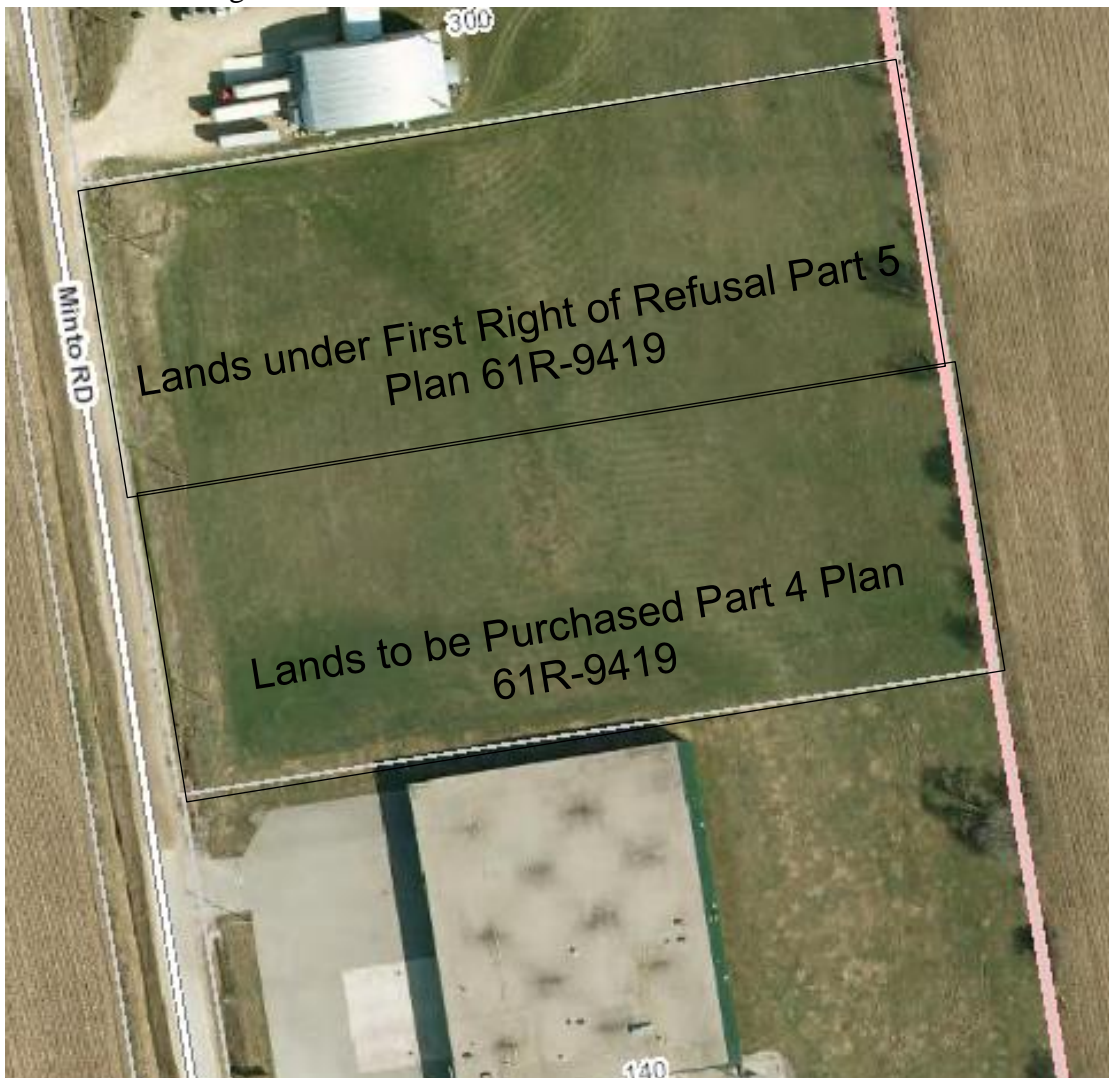 300
Minto RD
Lands under First Right of Refusal Part 5
Plan 61R-9419
Lands to be Purchased Part 4 Plan
61R-9419
140